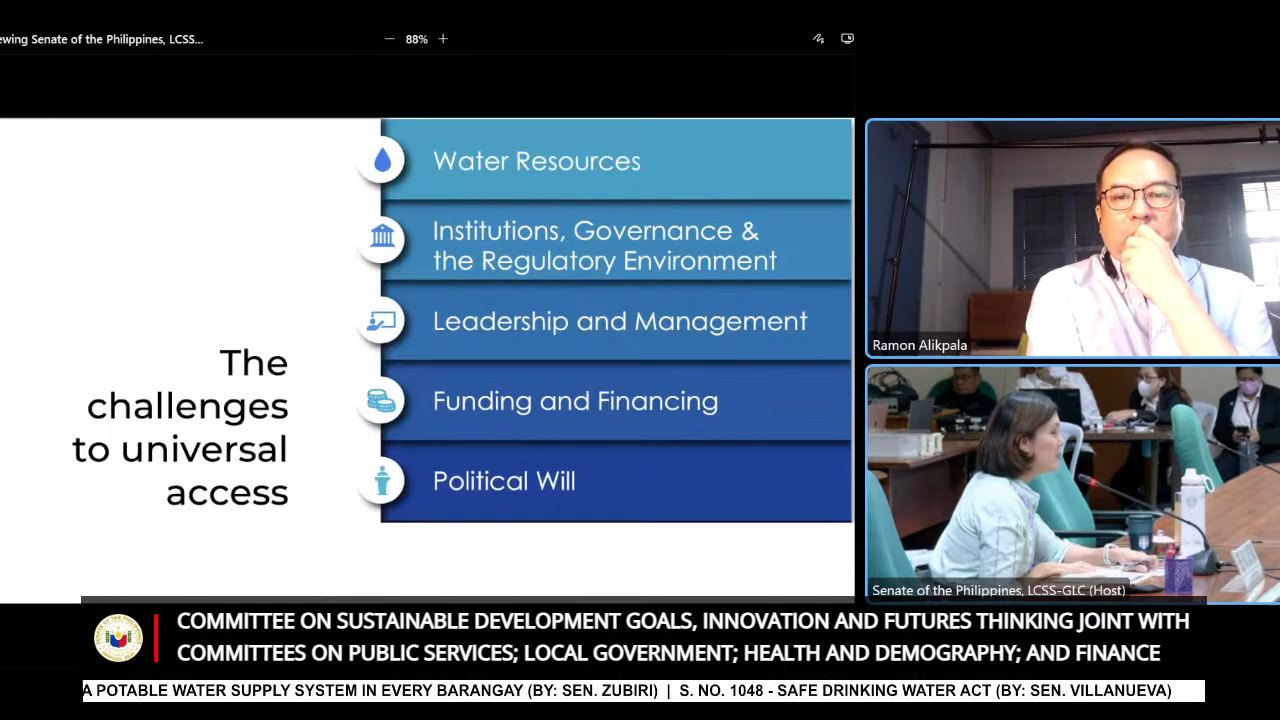 ewing Senate of the Philippines, LCSS...
88%
Water Resources
Institutions, Governance &
the Regulatory Environment
Leadership and Management
Funding and Financing
Political Will
The
challenges
to universal
access
Ramon Alikpala
Senate of the Philippines, LCSS-GLC (Host)
COMMITTEE ON SUSTAINABLE DEVELOPMENT GOALS, INNOVATION AND FUTURES THINKING JOINT WITH
COMMITTEES ON PUBLIC SERVICES; LOCAL GOVERNMENT; HEALTH AND DEMOGRAPHY; AND FINANCE
A POTABLE WATER SUPPLY SYSTEM IN EVERY BARANGAY (BY: SEN. ZUBIRI) | S. NO. 1048 - SAFE DRINKING WATER ACT (BY: SEN. VILLANUEVA)